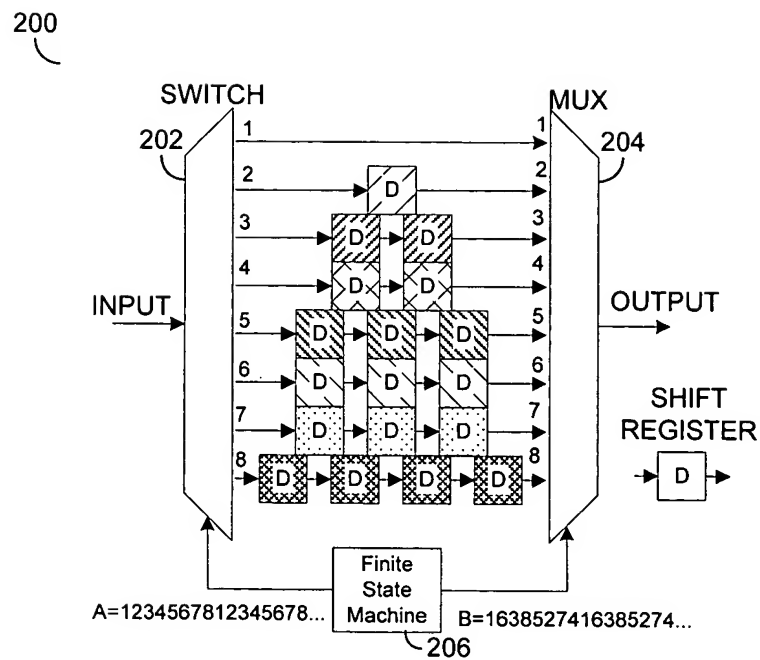 200
SWITCH
MUX
202
204
1 1
2 D 2
3 D D 3
4 D D 4
INPUT
OUTPUT
5 D D D 5
6 D D D 6
7 D D D 7
8 D D D D 8
SHIFT
REGISTER
D
Finite
State
Machine
A=1234567812345678...
B=1638527416385274...
206